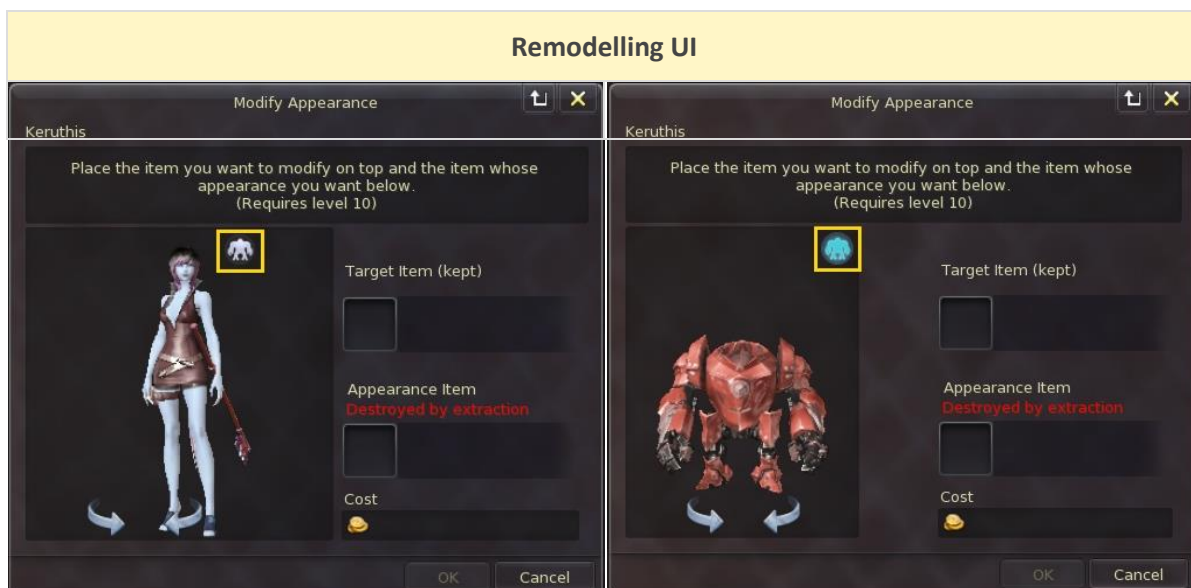 Remodelling UI
Modify Appearance
Keruthis
Place the item you want to modify on top and the item whose
appearance you want below.
(Requires level 10)
Target Item (kept)
Appearance Item
Destroyed by extraction
Cost
OK
Cancel
Modify Appearance
Keruthis
Place the item you want to modify on top and the item whose
appearance you want below.
(Requires level 10)
Target Item (kept)
Appearance Item
Destroyed by extraction
Cost
OK
Cancel